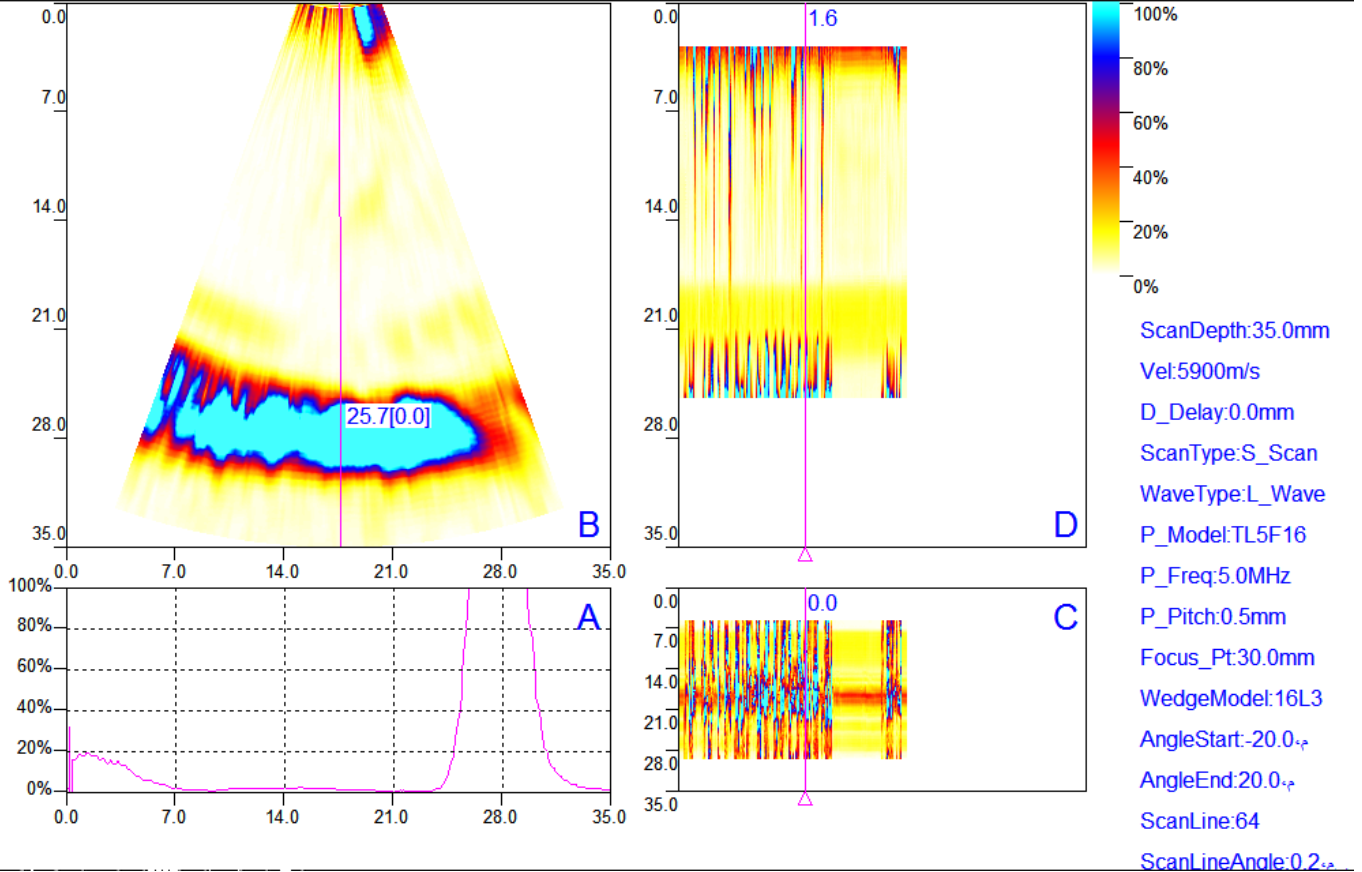 0.0
7.0
14.0
21.0
28.0
35.0
25.7[0.0]
B
0.0 7.0 14.0 21.0 28.0 35.0
100%
80%
60%
40%
20%
0%
A
0.0 7.0 14.0 21.0 28.0 35.0
0.0
7.0
14.0
21.0
28.0
35.0
1.6
D
0.0
7.0
14.0
21.0
28.0
35.0
0.0
C
100%
80%
60%
40%
20%
0%
ScanDepth:35.0mm
Vel:5900m/s
D_Delay:0.0mm
ScanType:S_Scan
WaveType:L_Wave
P_Model:TL5F16
P_Freq:5.0MHz
P_Pitch:0.5mm
Focus_Pt:30.0mm
WedgeModel:16L3
AngleStart:-20.0
AngleEnd:20.0
ScanLine:64
ScanLineAngle:0.2